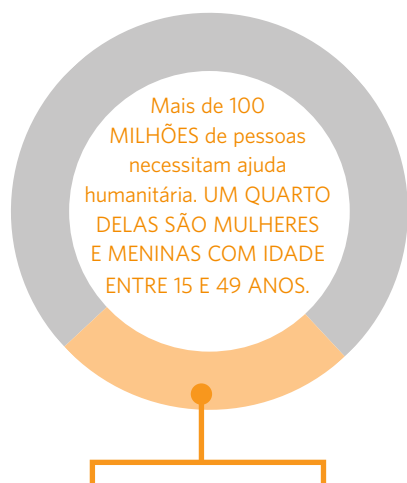 Mais de 100
MILHÕES de pessoas
necessitam ajuda
humanitária. UM QUARTO
DELAS SÃO MULHERES
E MENINAS COM IDADE
ENTRE 15 E 49 ANOS.